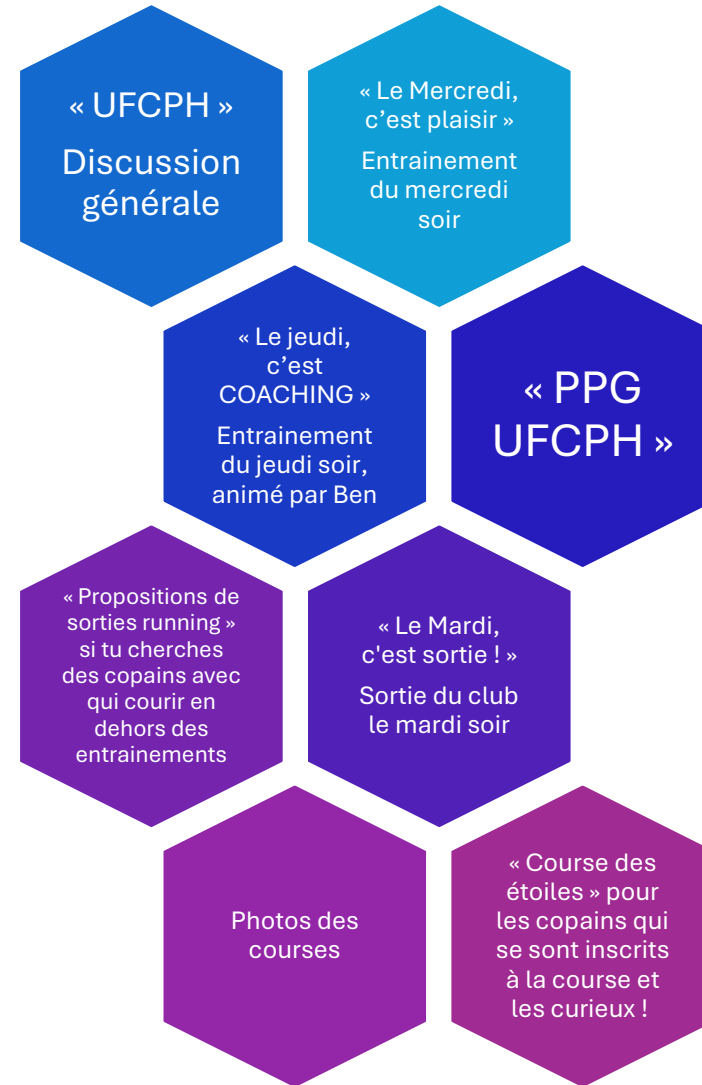 « UFCPH »
Discussion
générale
« Le Mercredi,
c’est plaisir »
Entrainement
du mercredi
soir
« Le jeudi,
c’est
COACHING »
Entrainement
du jeudi soir,
animé par Ben
« PPG
UFCPH »
« Propositions de
sorties running »
si tu cherches
des copains avec
qui courir en
dehors des
entrainements
« Le Mardi,
c'est sortie ! »
Sortie du club
le mardi soir
Photos des
courses
« Course des
étoiles » pour
les copains qui
se sont inscrits
à la course et
les curieux !